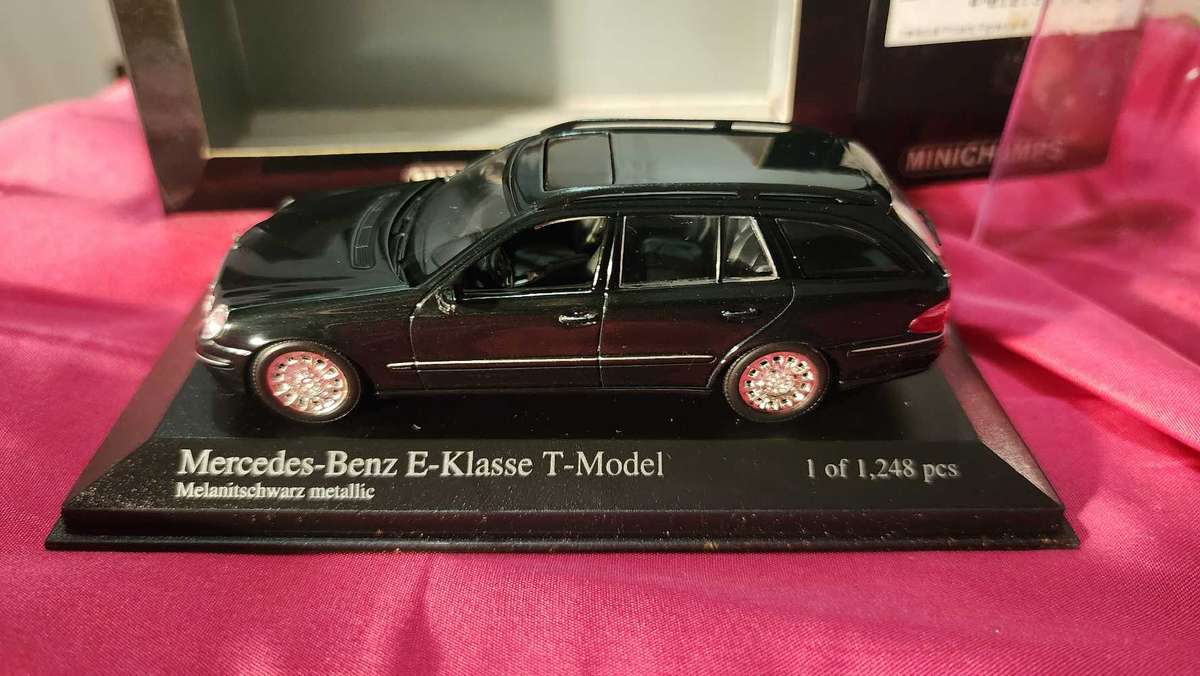 MINICHAMPS
Mercedes-Benz E-Klasse T-Model
1 of 1,248 pcs
Melanitschwarz metallic